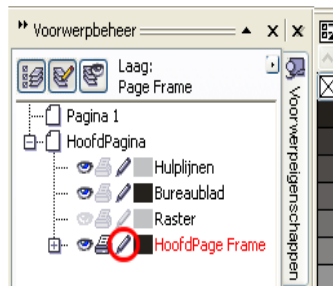 Voorwerpbeheer
Laag:
Page Frame
Pagina 1
HoofdPagina
Hulplijnen
Bureaublad
Raster
HoofdPage Frame
Voorwerpeigenschappen